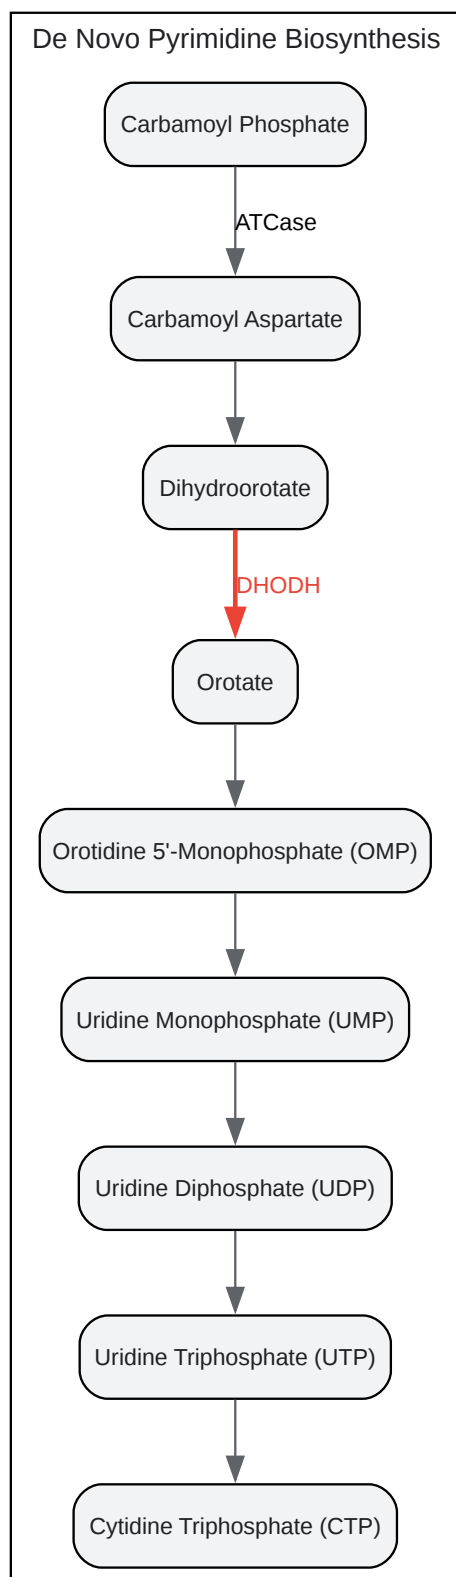 De Novo Pyrimidine Biosynthesis
Carbamoyl Phosphate
ATCase
Carbamoyl Aspartate
Dihydroorotate
DHODH
Orotate
Orotidine 5'-Monophosphate (OMP)
Uridine Monophosphate (UMP)
Uridine Diphosphate (UDP)
Uridine Triphosphate (UTP)
Cytidine Triphosphate (CTP)